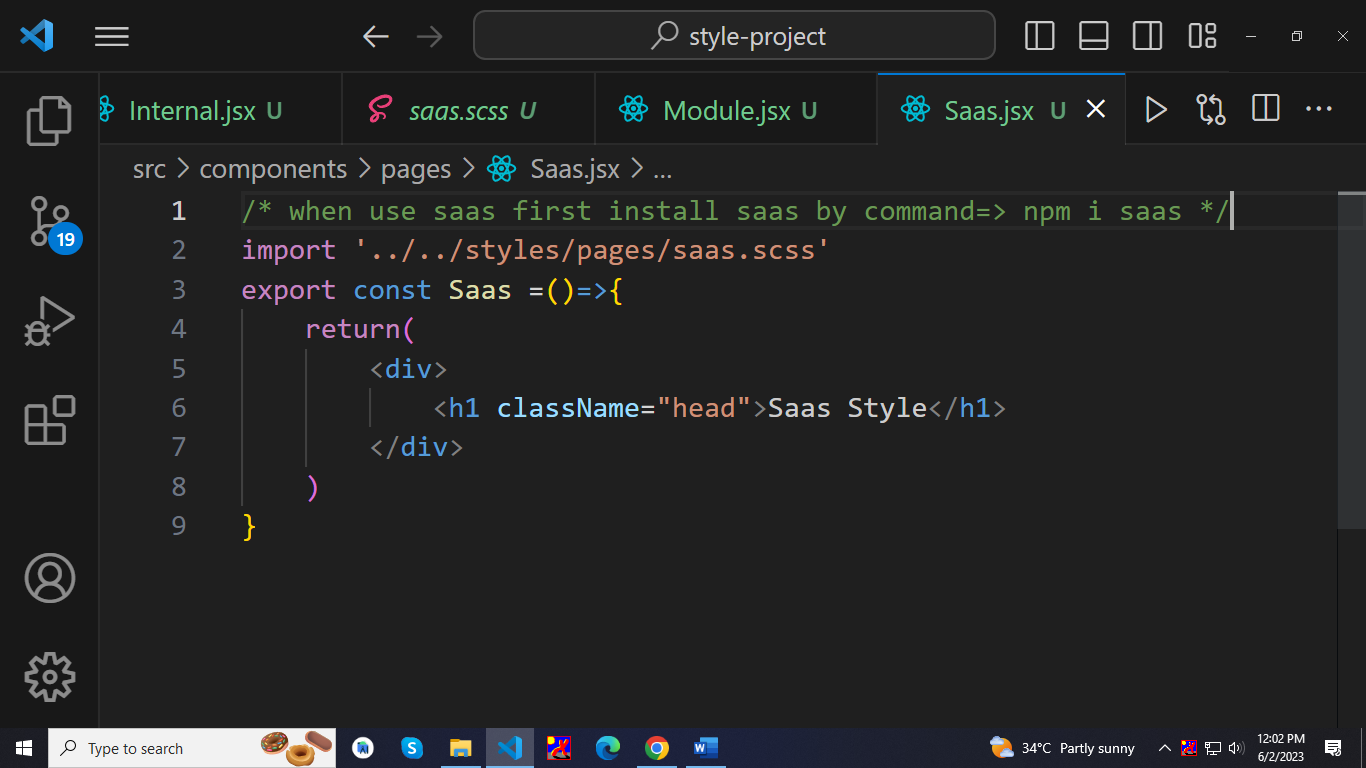 style-project
Internal.jsx U
saas.scss U
Module.jsx U
Saas.jsx U
src > components > pages > Saas.jsx > ...
1 /* when use saas first install saas by command=> npm i saas */
2 import '../../styles/pages/saas.scss'
3 export const Saas =()=>{
4 return(
5 <div>
6 <h1 className="head">Saas Style</h1>
7 </div>
8 )
9 }
19
Type to search
34°C Partly sunny
12:02 PM
6/2/2023